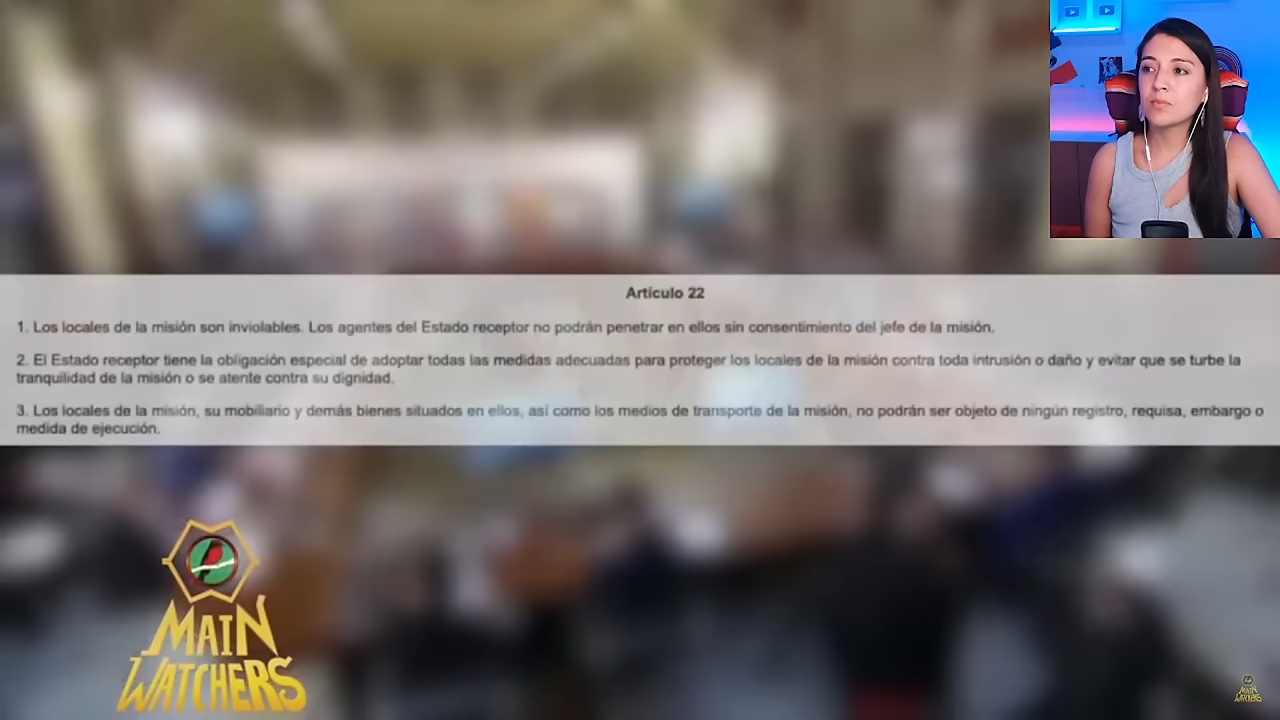 Artículo 22
1. Los locales de la misión son inviolables. Los agentes del Estado receptor no podrán penetrar en ellos sin consentimiento del jefe de la misión.
2. El Estado receptor tiene la obligación especial de adoptar todas las medidas adecuadas para proteger los locales de la misión contra toda intrusión o daño y evitar que se turbe la
tranquilidad de la misión o se atente contra su dignidad.
3. Los locales de la misión, su mobiliario y demás bienes situados en ellos, así como los medios de transporte de la misión, no podrán ser objeto de ningún registro, requisa, embargo o
medida de ejecución.
MAIN
WATCHERS
MAIN
WATCHERS